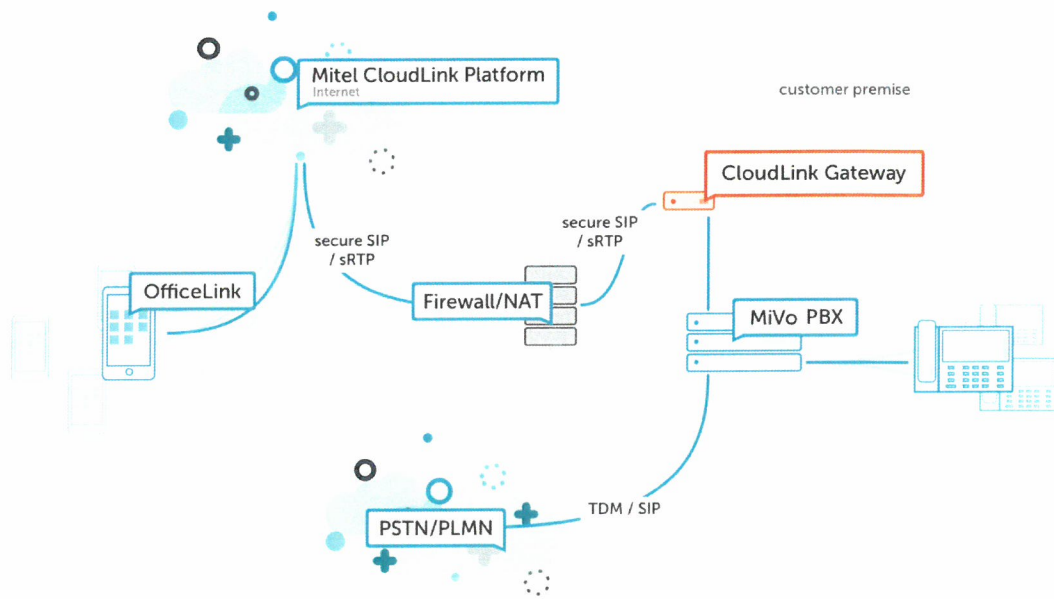 Mitel CloudLink Platform
Internet
customer premise
CloudLink Gateway
secure SIP
/ sRTP
secure SIP
/ sRTP
OfficeLink
Firewall/NAT
MiVo PBX
TDM / SIP
PSTN/PLMN